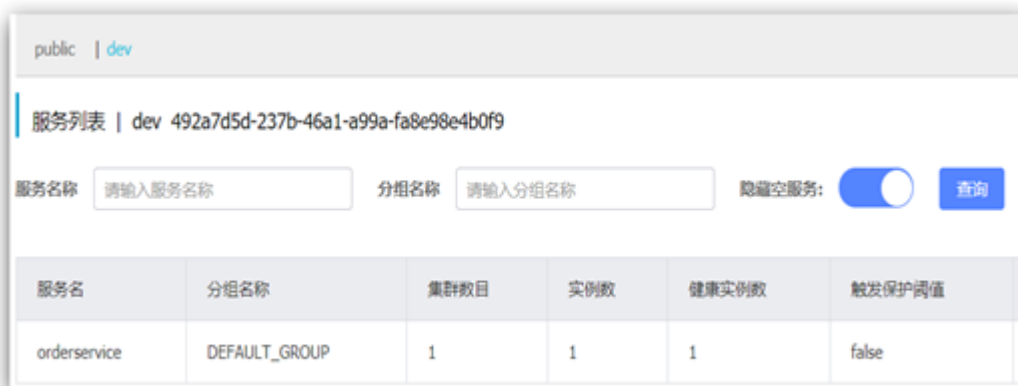 public | dev
服务列表 | dev 492a7d5d-237b-46a1-a99a-fa8e98e4b0f9
服务名称 请输入服务名称 分组名称 请输入分组名称 隐藏空服务: 查询
服务名 分组名称 集群数目 实例数 健康实例数 触发保护阈值
orderservice DEFAULT_GROUP 1 1 1 false